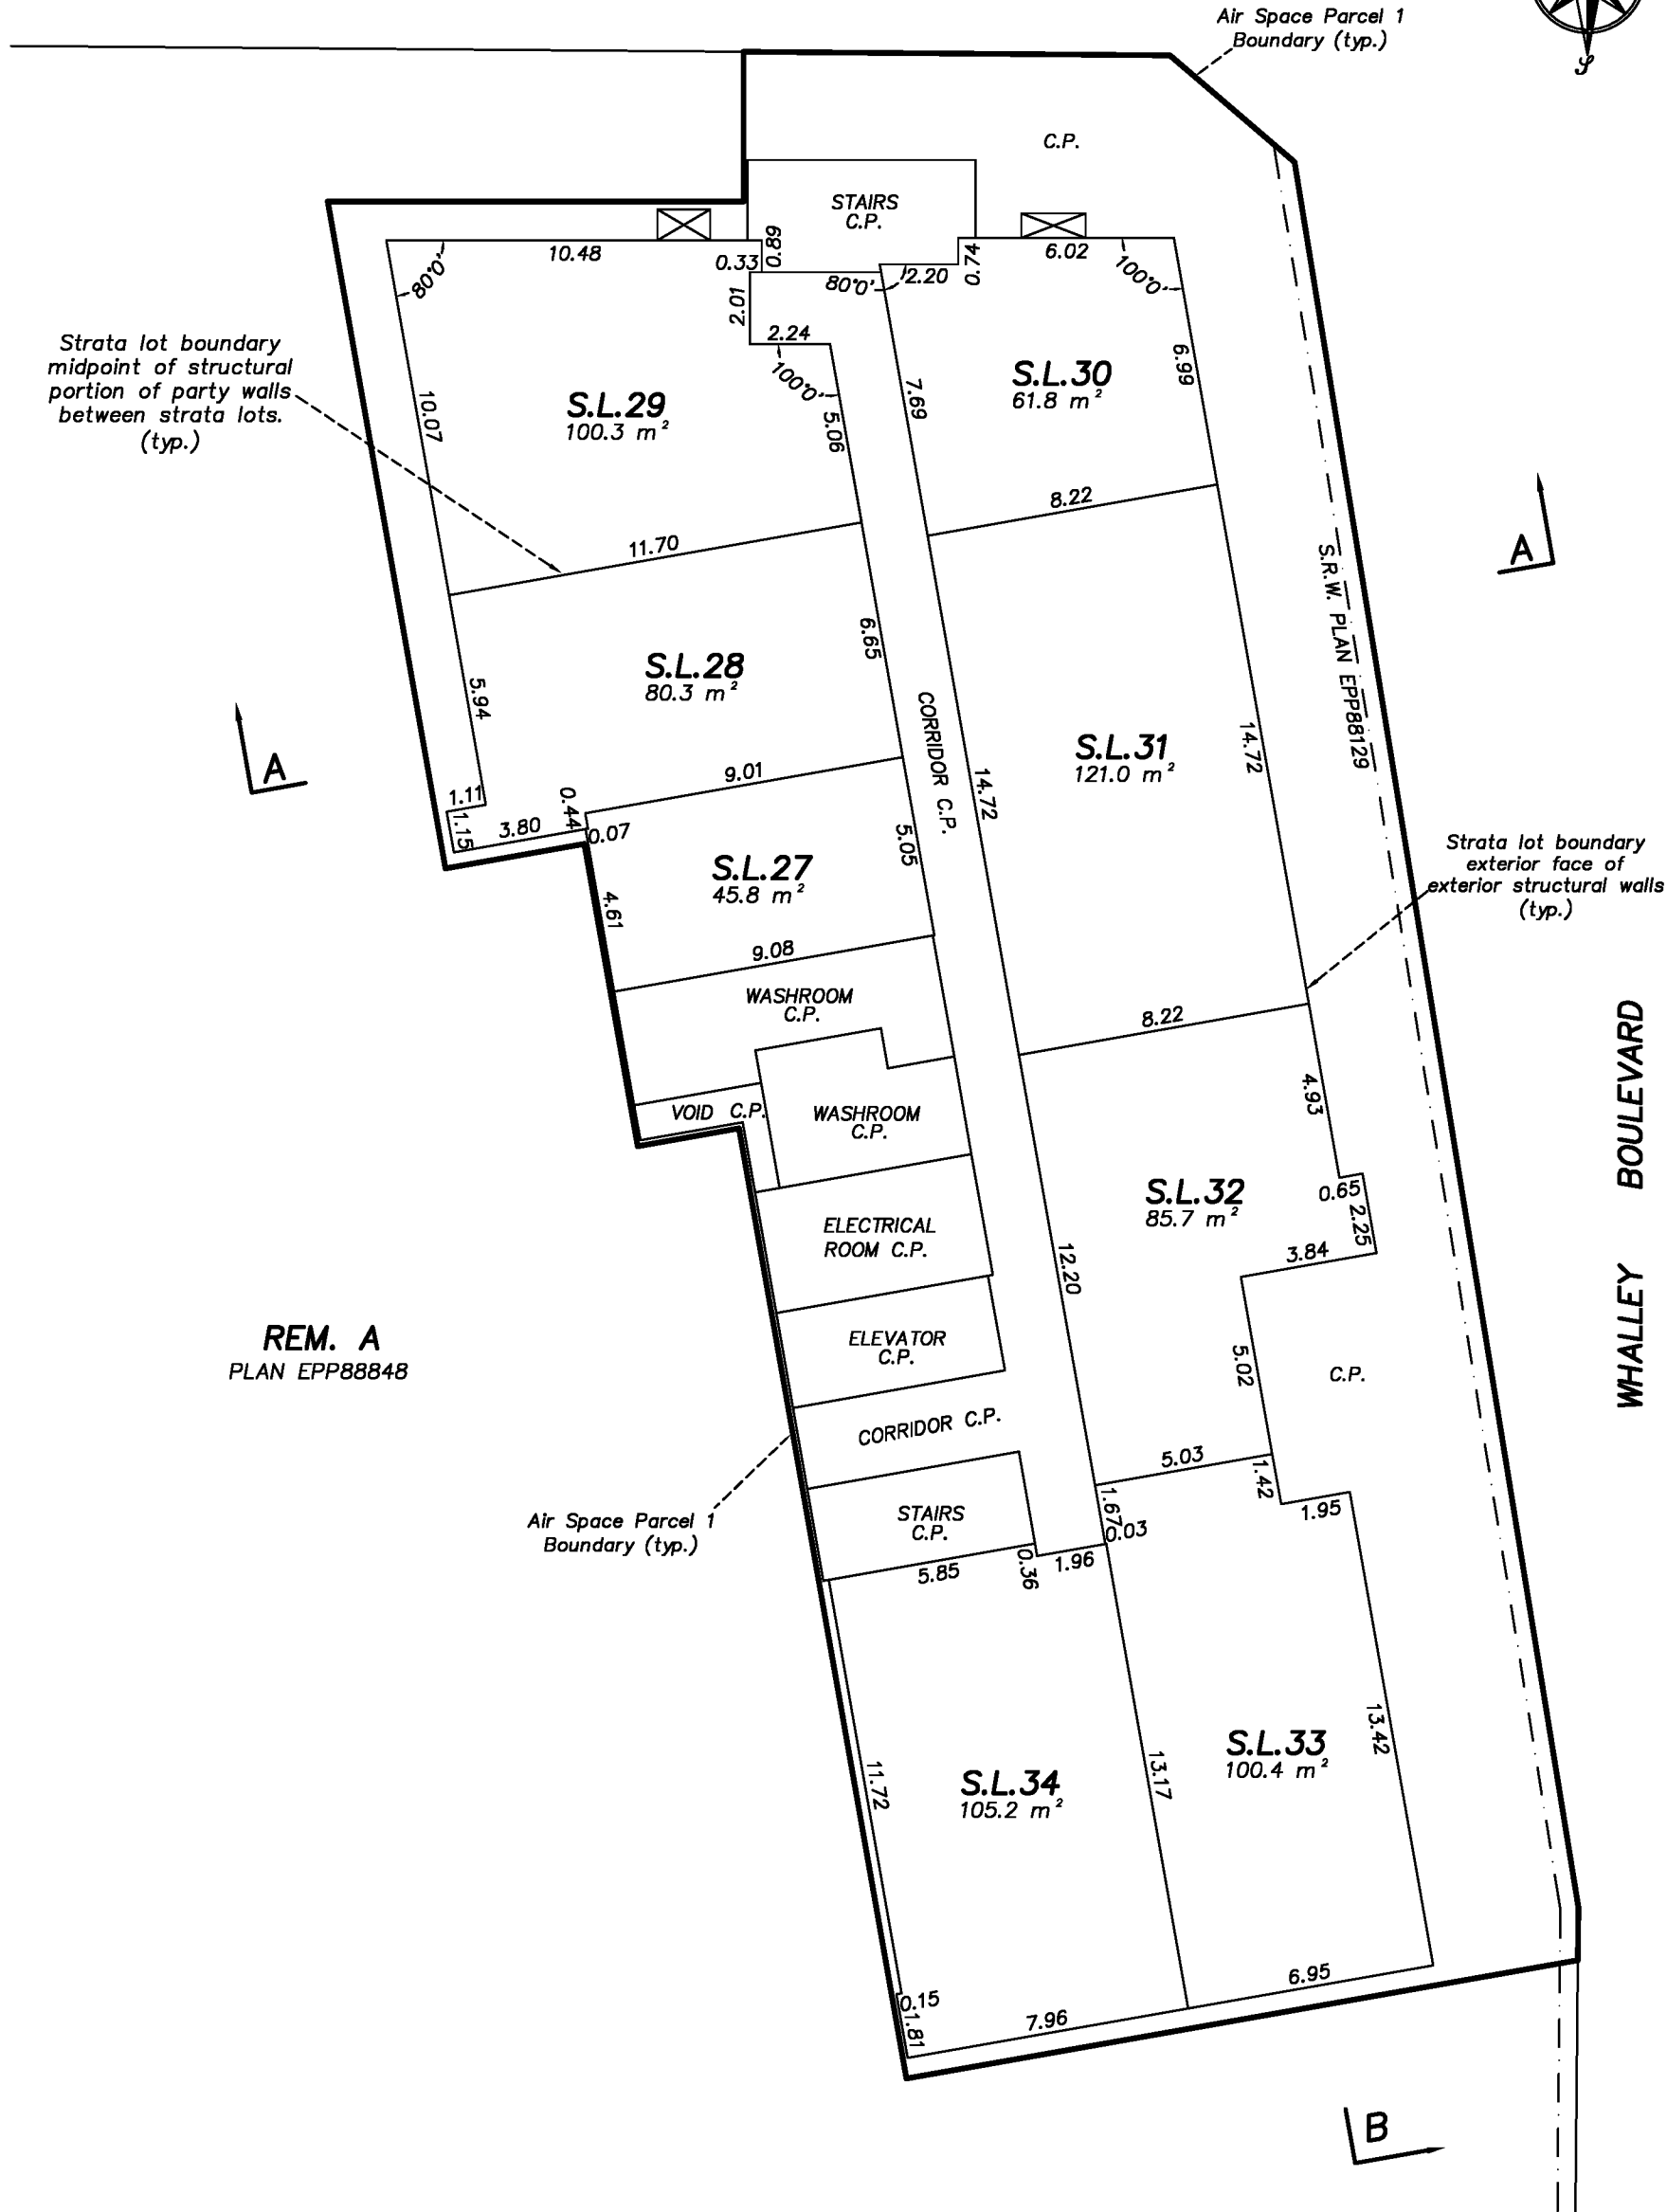 Air Space Parcel 1
Boundary (typ.)
S
C.P.
STAIRS
C.P.
10.48
0.33
0.89
80°0'
2.20
0.74
6.02
100°0'
80°0'
2.01
2.24
100°0'
Strata lot boundary
midpoint of structural
portion of party walls
between strata lots.
(typ.)
10.07
S.L.29
100.3 m²
5.06
7.69
S.L.30
61.8 m²
6.99
11.70
8.22
A
S.R.W. PLAN EPP88129
S.L.28
80.3 m²
6.65
5.94
CORRIDOR C.P.
A
9.01
14.72
S.L.31
121.0 m²
14.72
1.11
1.15
3.80
0.44
0.07
5.05
S.L.27
45.8 m²
4.61
9.08
Strata lot boundary
exterior face of
exterior structural walls
(typ.)
WASHROOM
C.P.
8.22
WHALLEY BOULEVARD
VOID C.P.
WASHROOM
C.P.
4.93
S.L.32
85.7 m²
0.65
2.25
3.84
ELECTRICAL
ROOM C.P.
12.20
REM. A
PLAN EPP88848
ELEVATOR
C.P.
5.02
C.P.
CORRIDOR C.P.
5.03
1.42
1.95
Air Space Parcel 1
Boundary (typ.)
STAIRS
C.P.
1.67
0.03
5.85
0.36
1.96
11.72
S.L.34
105.2 m²
13.17
S.L.33
100.4 m²
13.42
0.15
1.81
7.96
6.95
B